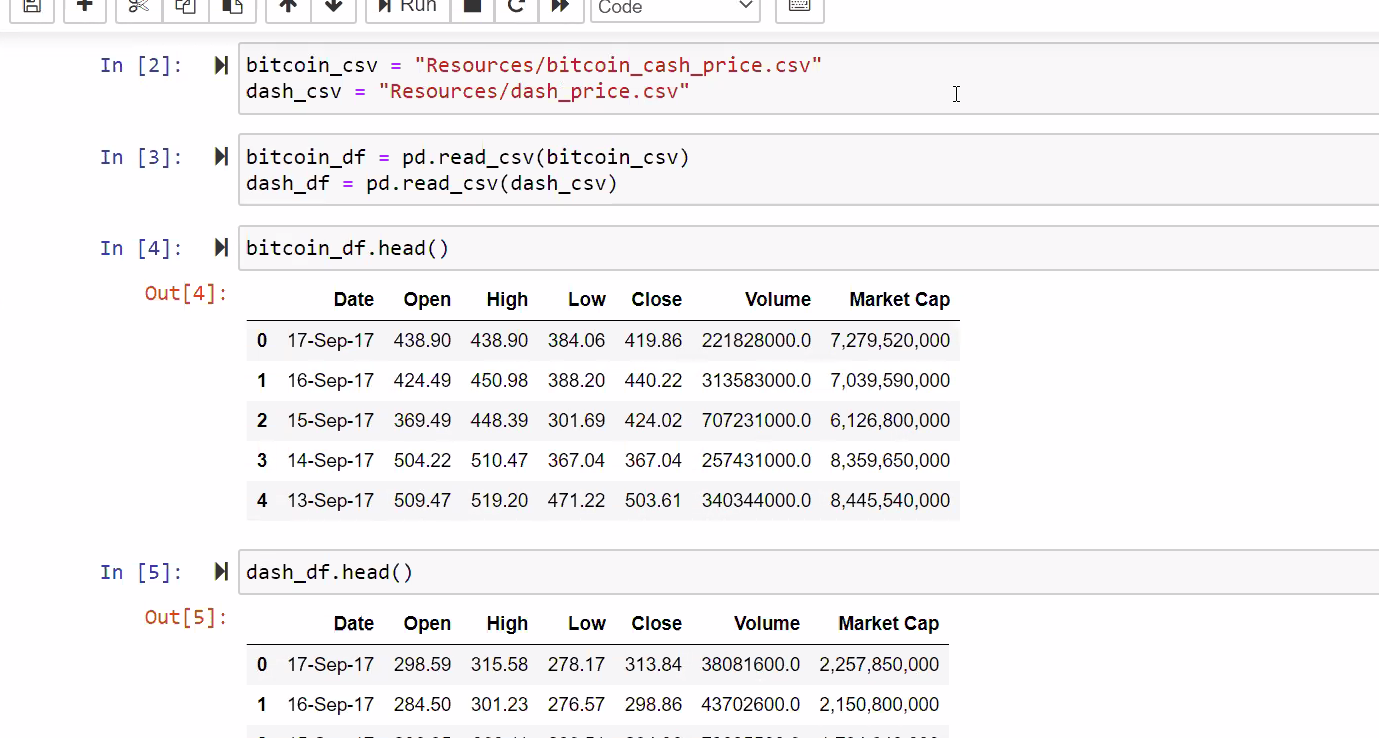 Run
Code
In [2]: bitcoin_csv = "Resources/bitcoin_cash_price.csv"
dash_csv = "Resources/dash_price.csv"
In [3]: bitcoin_df = pd.read_csv(bitcoin_csv)
dash_df = pd.read_csv(dash_csv)
In [4]: bitcoin_df.head()
Out[4]:
Date Open High Low Close Volume Market Cap
0 17-Sep-17 438.90 438.90 384.06 419.86 221828000.0 7,279,520,000
1 16-Sep-17 424.49 450.98 388.20 440.22 313583000.0 7,039,590,000
2 15-Sep-17 369.49 448.39 301.69 424.02 707231000.0 6,126,800,000
3 14-Sep-17 504.22 510.47 367.04 367.04 257431000.0 8,359,650,000
4 13-Sep-17 509.47 519.20 471.22 503.61 340344000.0 8,445,540,000
In [5]: dash_df.head()
Out[5]:
Date Open High Low Close Volume Market Cap
0 17-Sep-17 298.59 315.58 278.17 313.84 38081600.0 2,257,850,000
1 16-Sep-17 284.50 301.23 276.57 298.86 43702600.0 2,150,800,000